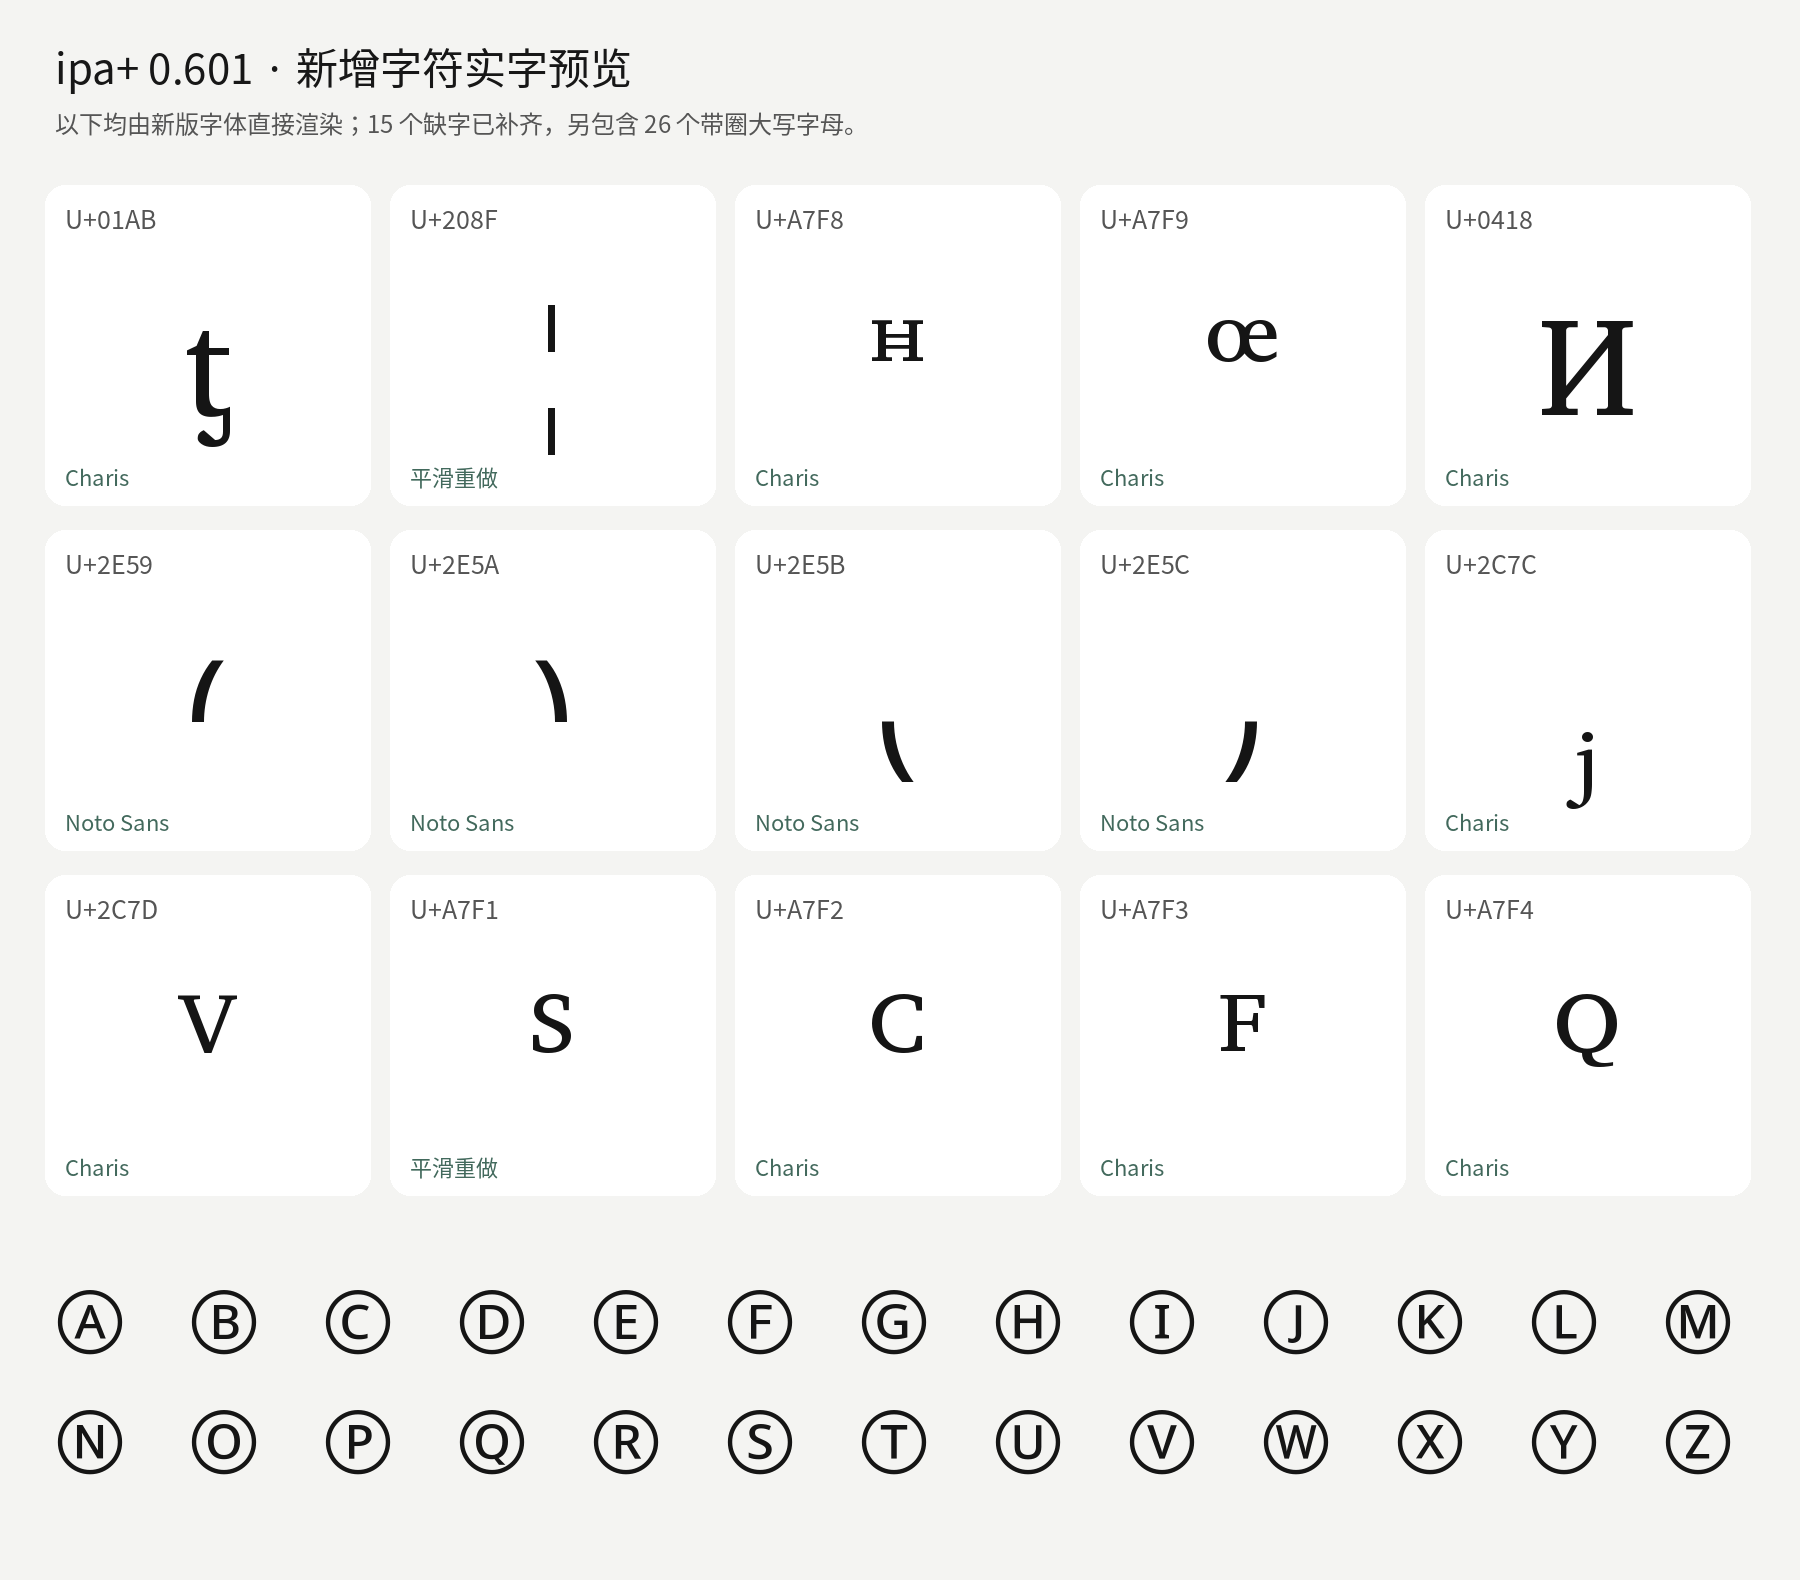 ipa+ 0.601 · 新增字符实字预览
以下均由新版字体直接渲染；15 个缺字已补齐，另包含 26 个带圈大写字母。
U+01AB U+208F U+A7F8 U+A7F9 U+0418
ƫ ¦ ꟸ ꟹ И
Charis 平滑重做 Charis Charis Charis
U+2E59 U+2E5A U+2E5B U+2E5C U+2C7C
⹙ ⹚ ⹛ ⹜ ⱼ
Noto Sans Noto Sans Noto Sans Noto Sans Charis
U+2C7D U+A7F1 U+A7F2 U+A7F3 U+A7F4
ⱽ ꟱ ꟲ ꟳ ꟴ
Charis 平滑重做 Charis Charis Charis
Ⓐ Ⓑ Ⓒ Ⓓ Ⓔ Ⓕ Ⓖ Ⓗ Ⓘ Ⓙ Ⓚ Ⓛ Ⓜ
Ⓝ Ⓞ Ⓟ Ⓠ Ⓡ Ⓢ Ⓣ Ⓤ Ⓥ Ⓦ Ⓧ Ⓨ Ⓩ